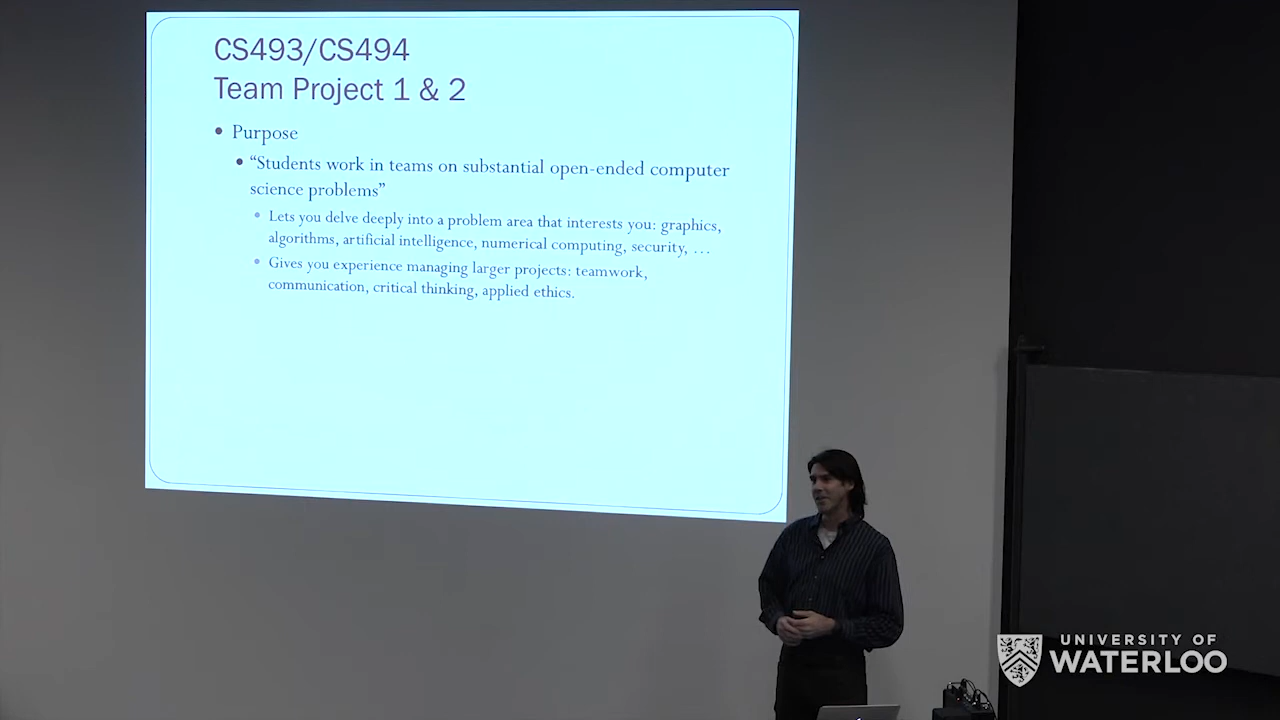 CS493/CS494
Team Project 1 & 2
• Purpose
• “Students work in teams on substantial open-ended computer
science problems”
• Lets you delve deeply into a problem area that interests you: graphics,
algorithms, artificial intelligence, numerical computing, security, …
• Gives you experience managing larger projects: teamwork,
communication, critical thinking, applied ethics.
UNIVERSITY OF
WATERLOO